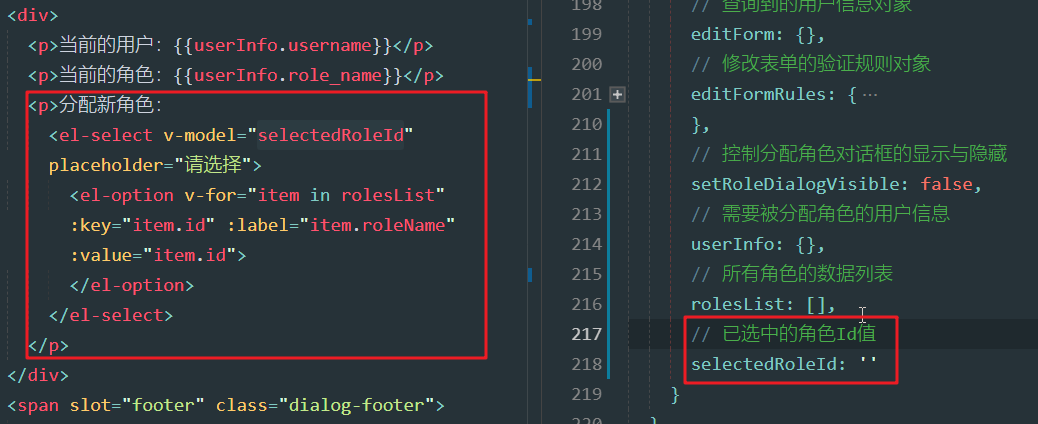 <div>
<p>当前的用户：{{userInfo.username}}</p>
<p>当前的角色：{{userInfo.role_name}}</p>
<p>分配新角色：
<el-select v-model="selectedRoleId"
placeholder="请选择">
<el-option v-for="item in rolesList"
:key="item.id" :label="item.roleName"
:value="item.id">
</el-option>
</el-select>
</p>
</div>
<span slot="footer" class="dialog-footer">
198 // 查询到的用户信息对象
199 editForm: {},
200 // 修改表单的验证规则对象
201 editFormRules: { ⋯
210 },
211 // 控制分配角色对话框的显示与隐藏
212 setRoleDialogVisible: false,
213 // 需要被分配角色的用户信息
214 userInfo: {},
215 // 所有角色的数据列表
216 rolesList: [],
217 // 已选中的角色Id值
218 selectedRoleId: ''
219 }
220 }